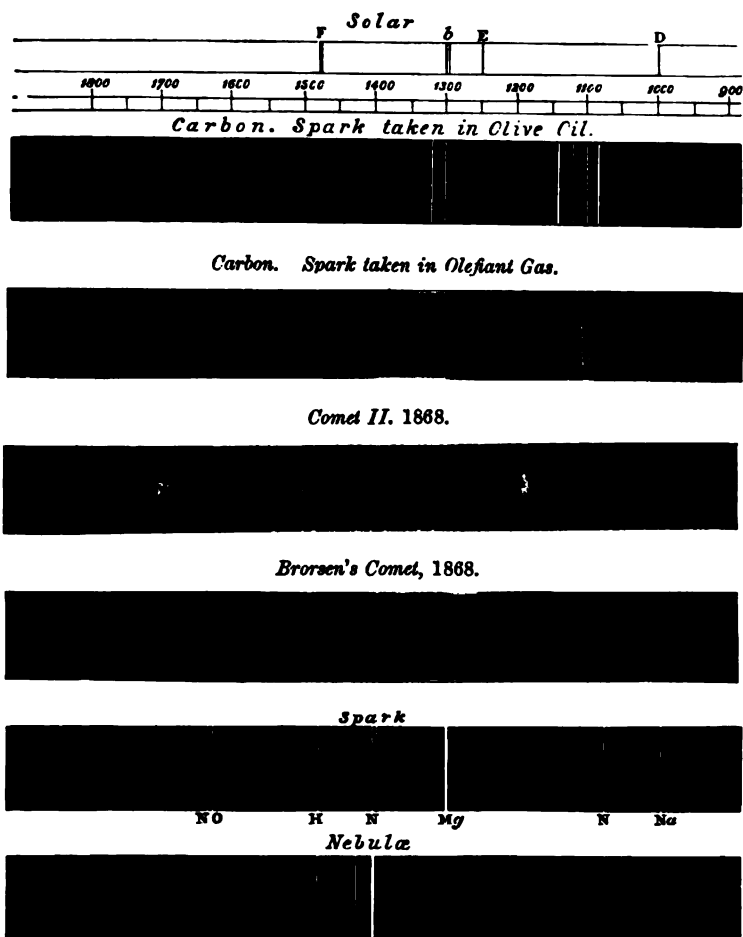 Solar
F b E D
1800 1700 1600 1500 1400 1300 1200 1100 1000 900
Carbon. Spark taken in Olive Oil.
Carbon. Spark taken in Olefiant Gas.
Comet II. 1868.
Brorsen's Comet, 1868.
Spark
NO H N Mg N Na
Nebulæ